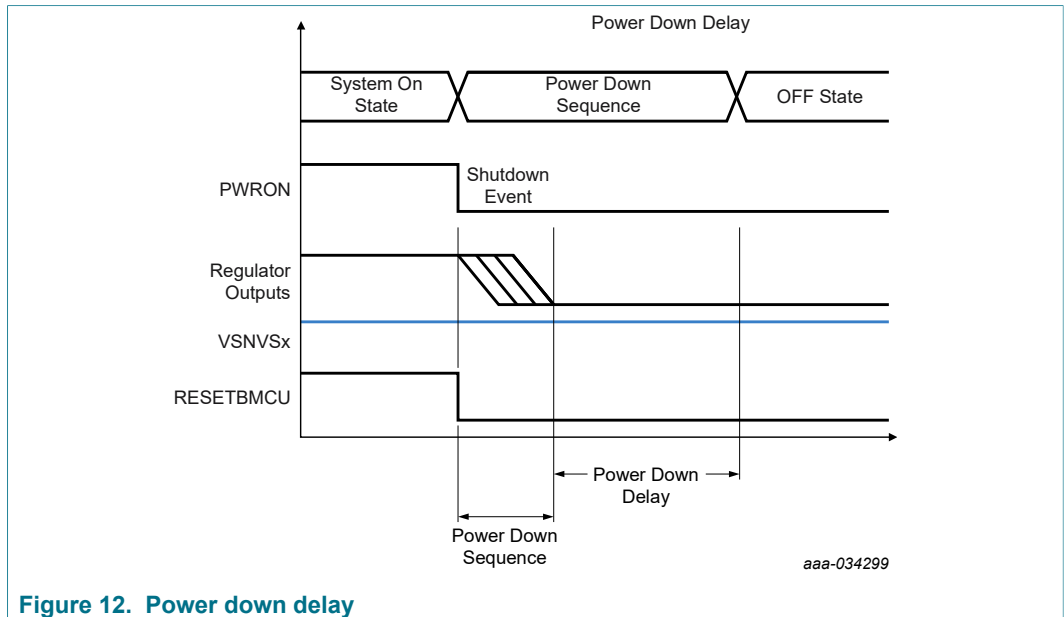 Power Down Delay
System On
State
Power Down
Sequence
OFF State
PWRON
Shutdown
Event
Regulator
Outputs
VSNVSx
RESETBMCU
Power Down
Delay
Power Down
Sequence
aaa-034299
Figure 12. Power down delay